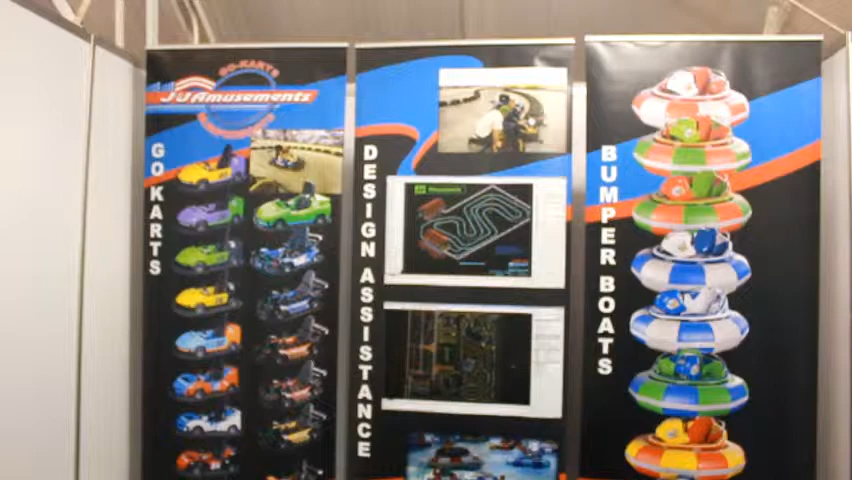 GO-KARTS
JJ Amusements
GO KARTS
DESIGN ASSISTANCE
BUMPER BOATS